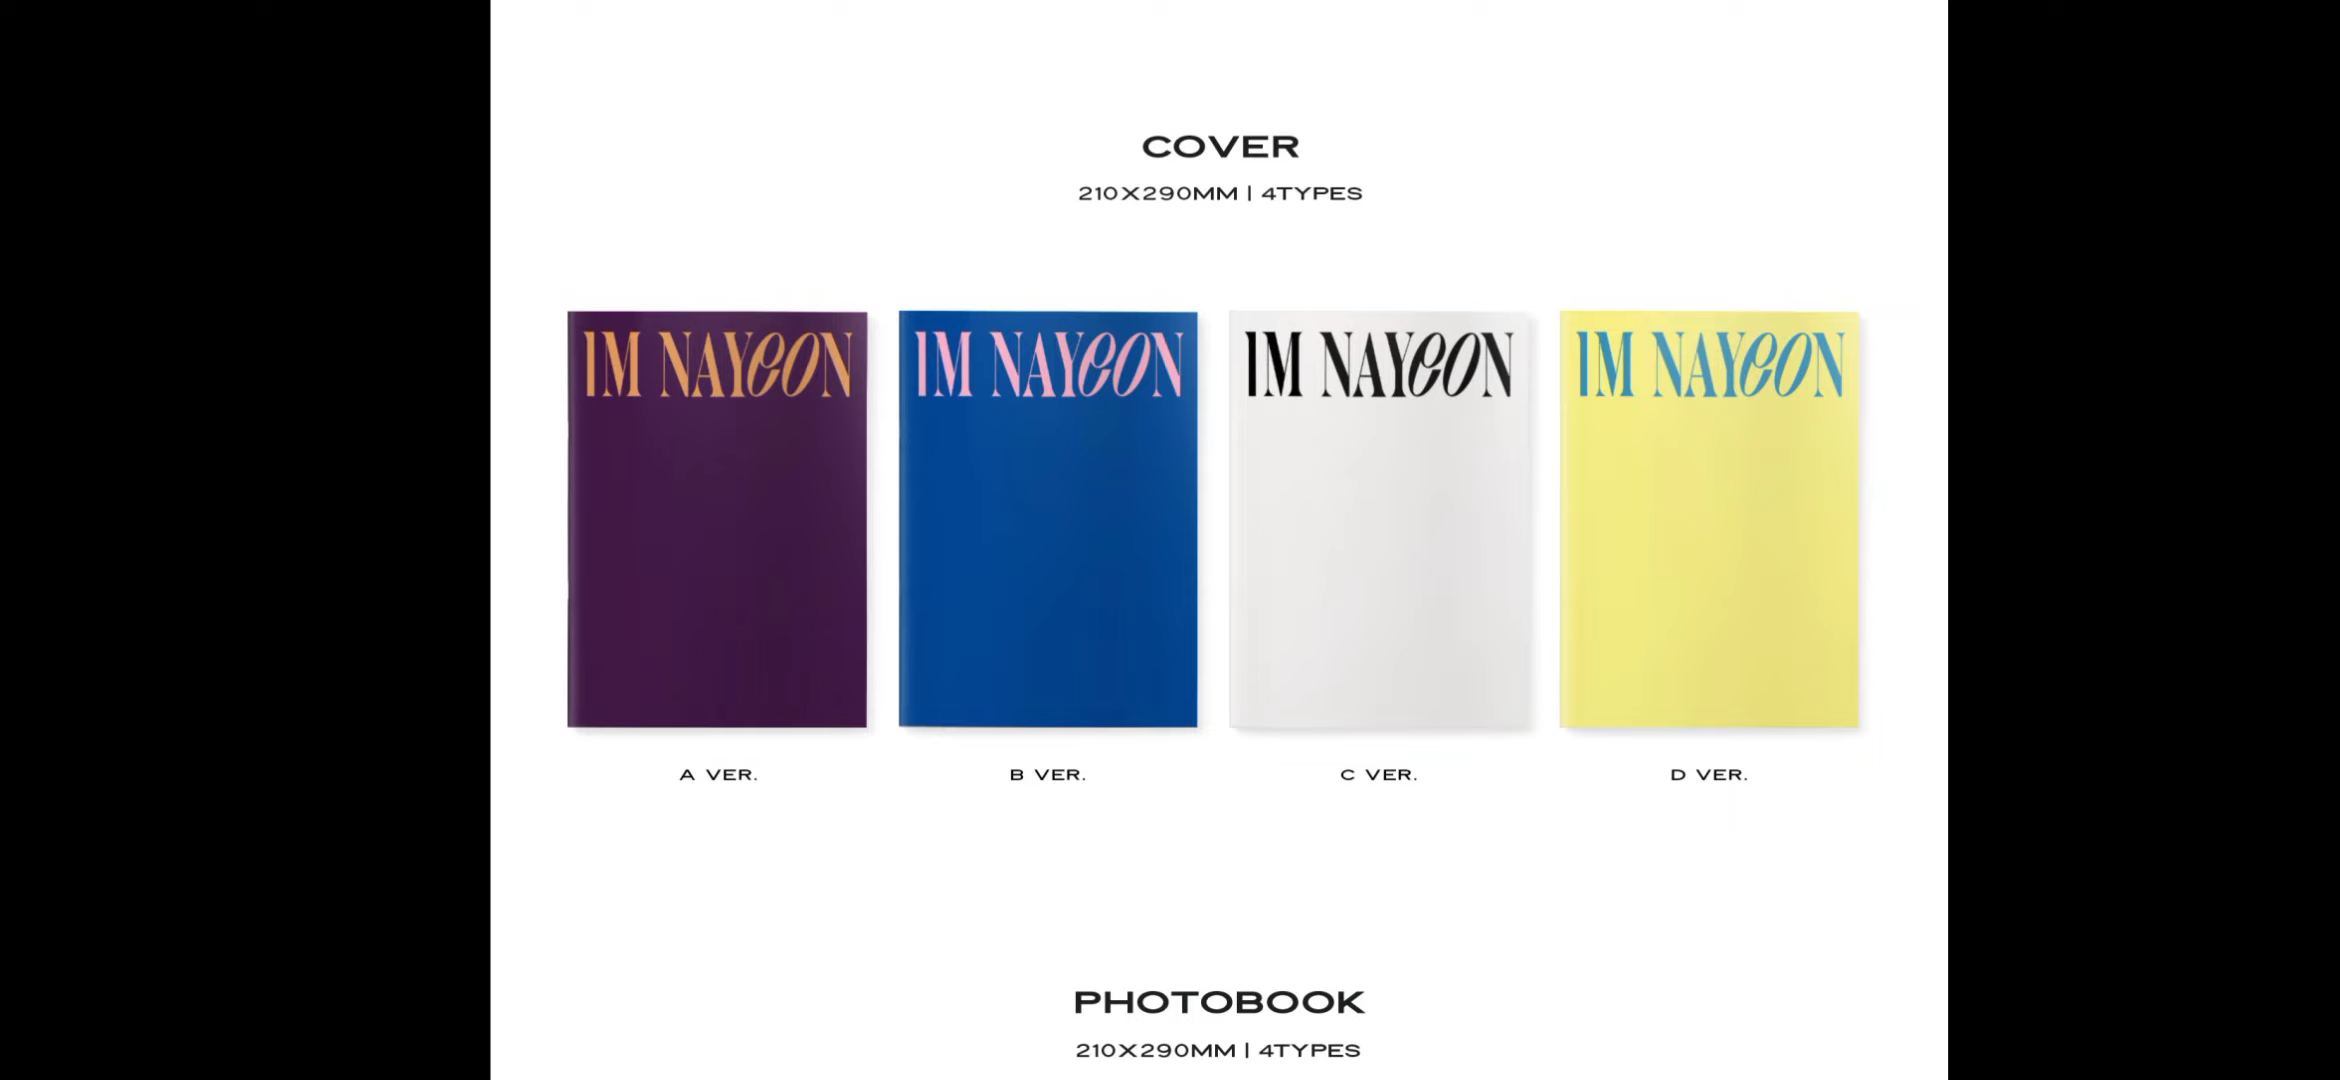 COVER
210X290MM | 4TYPES
IM NAYeON IM NAYeON IM NAYeON IM NAYeON
A VER. B VER. C VER. D VER.
PHOTOBOOK
210X290MM | 4TYPES